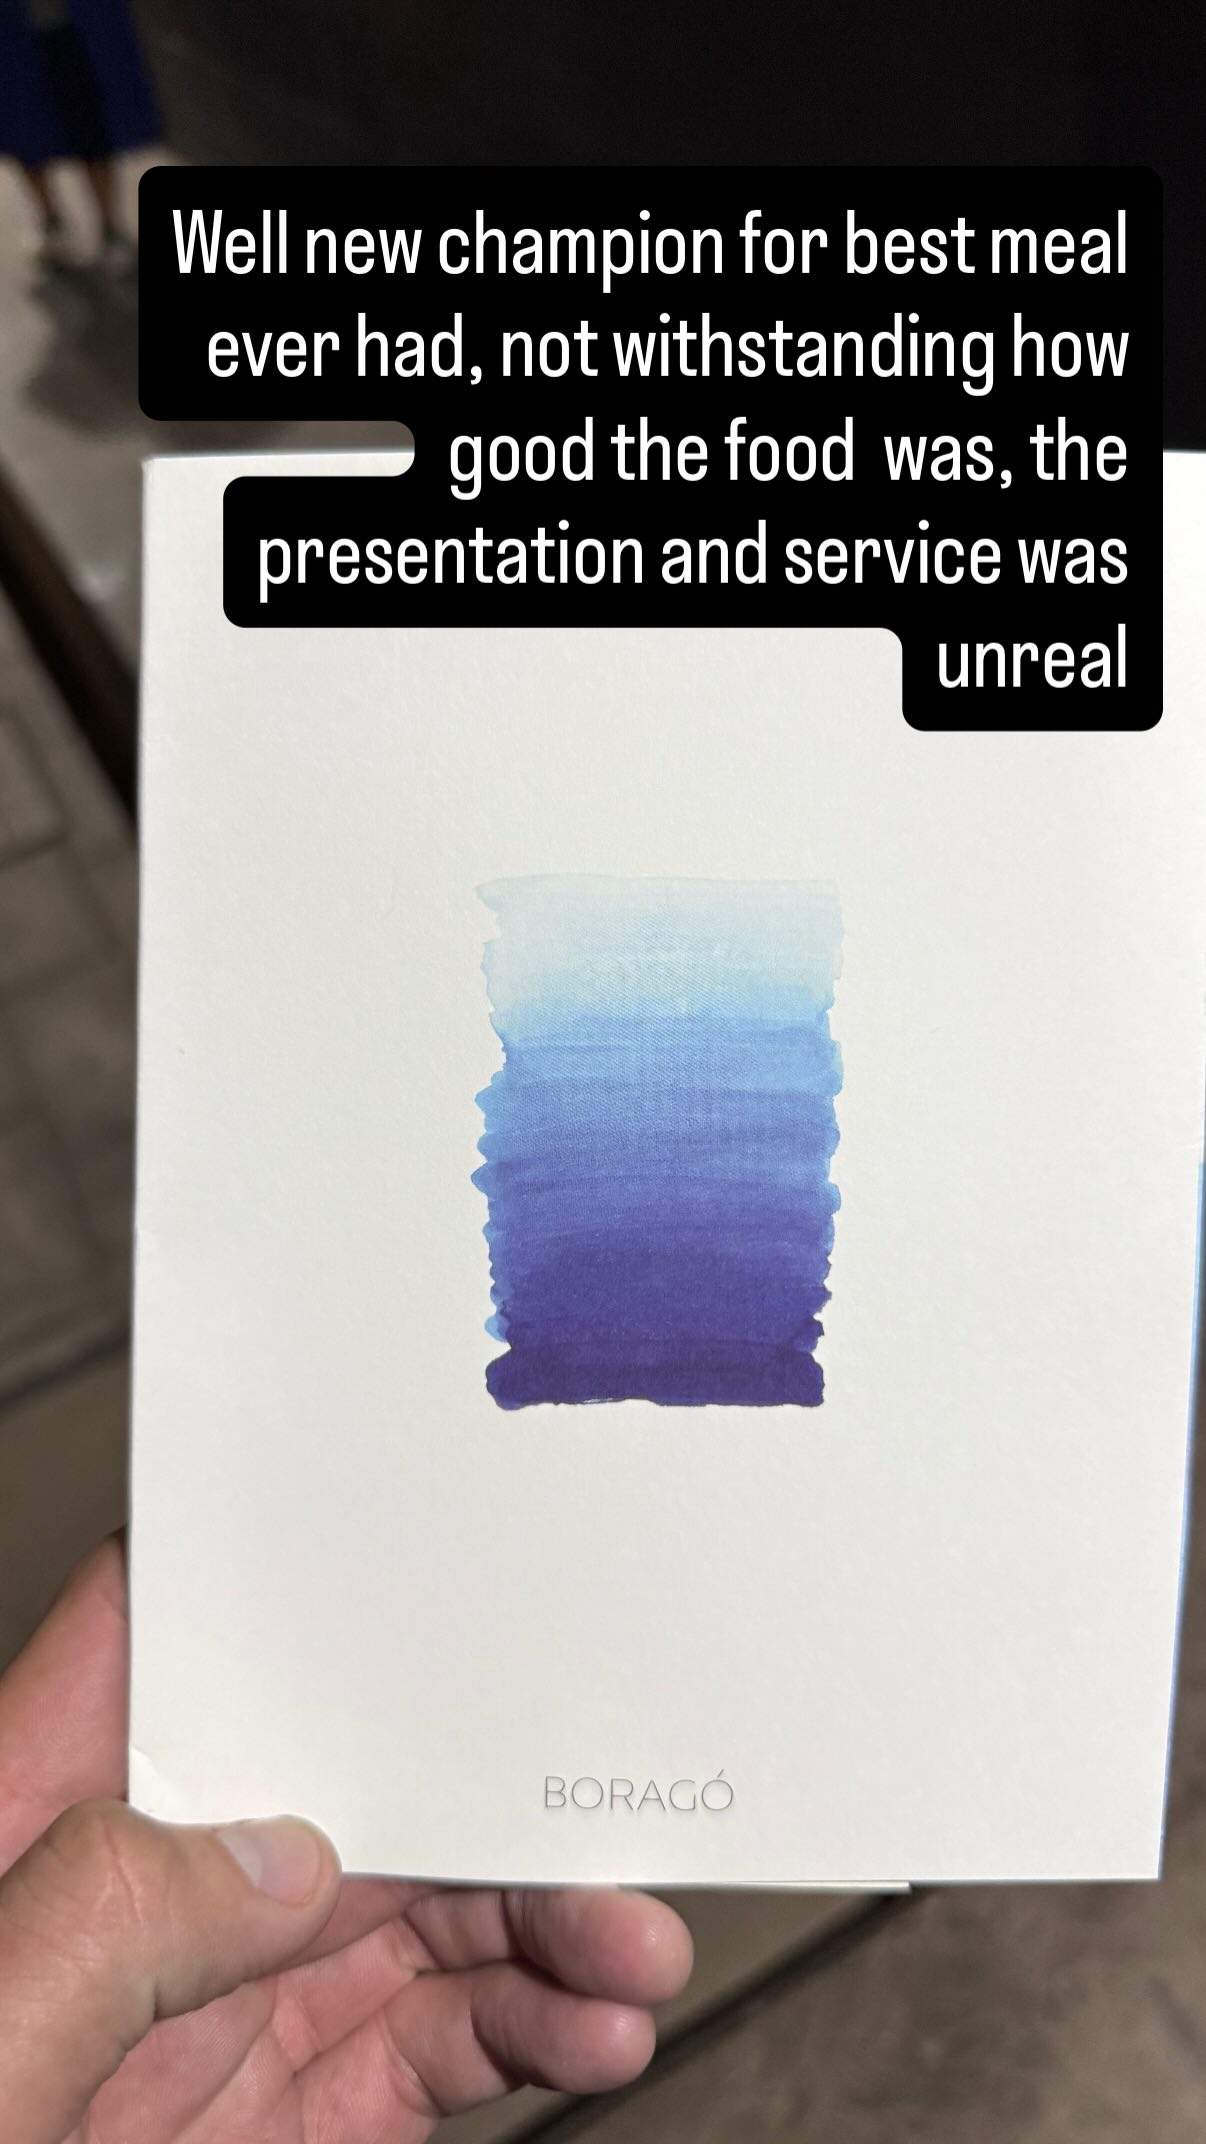 Well new champion for best meal
ever had, not withstanding how
good the food  was, the
presentation and service was
unreal
BORAGÓ